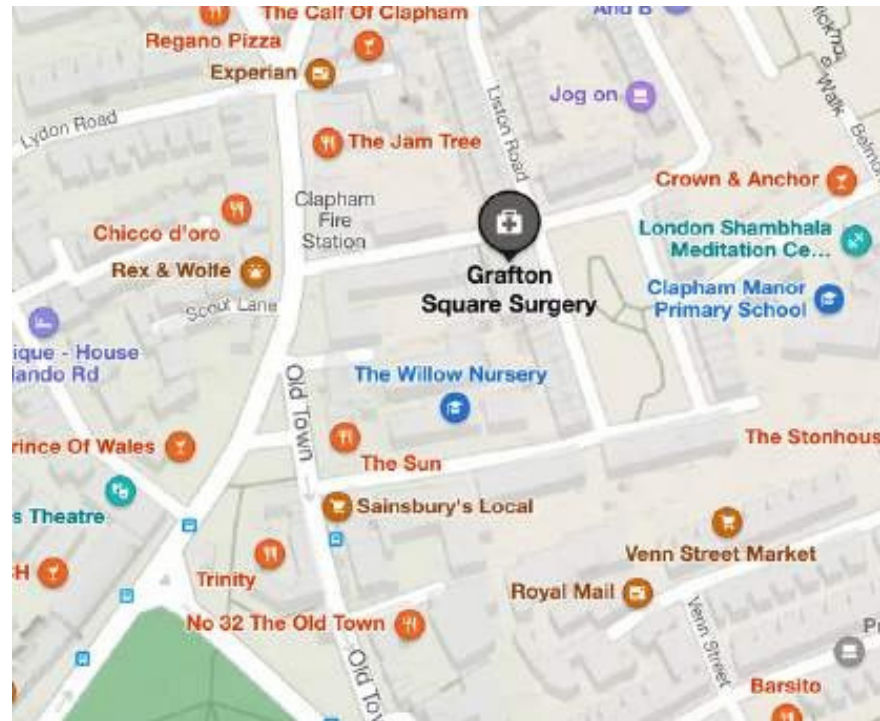 The Calf Of Clapham
And B
Regano Pizza
Experian
Jog on
Liston Road
Walk
Lydon Road
The Jam Tree
Crown & Anchor
Clapham
Fire
Station
Chicco d'oro
London Shambhala
Meditation Ce...
Rex & Wolfe
Grafton
Square Surgery
Clapham Manor
Primary School
Scout Lane
ique - House
lando Rd
The Willow Nursery
Old Town
rince Of Wales
The Sun
The Stonhous
s Theatre
Sainsbury's Local
Venn Street Market
Trinity
Royal Mail
H
No 32 The Old Town
Venn Street
Old Tow
Barsito